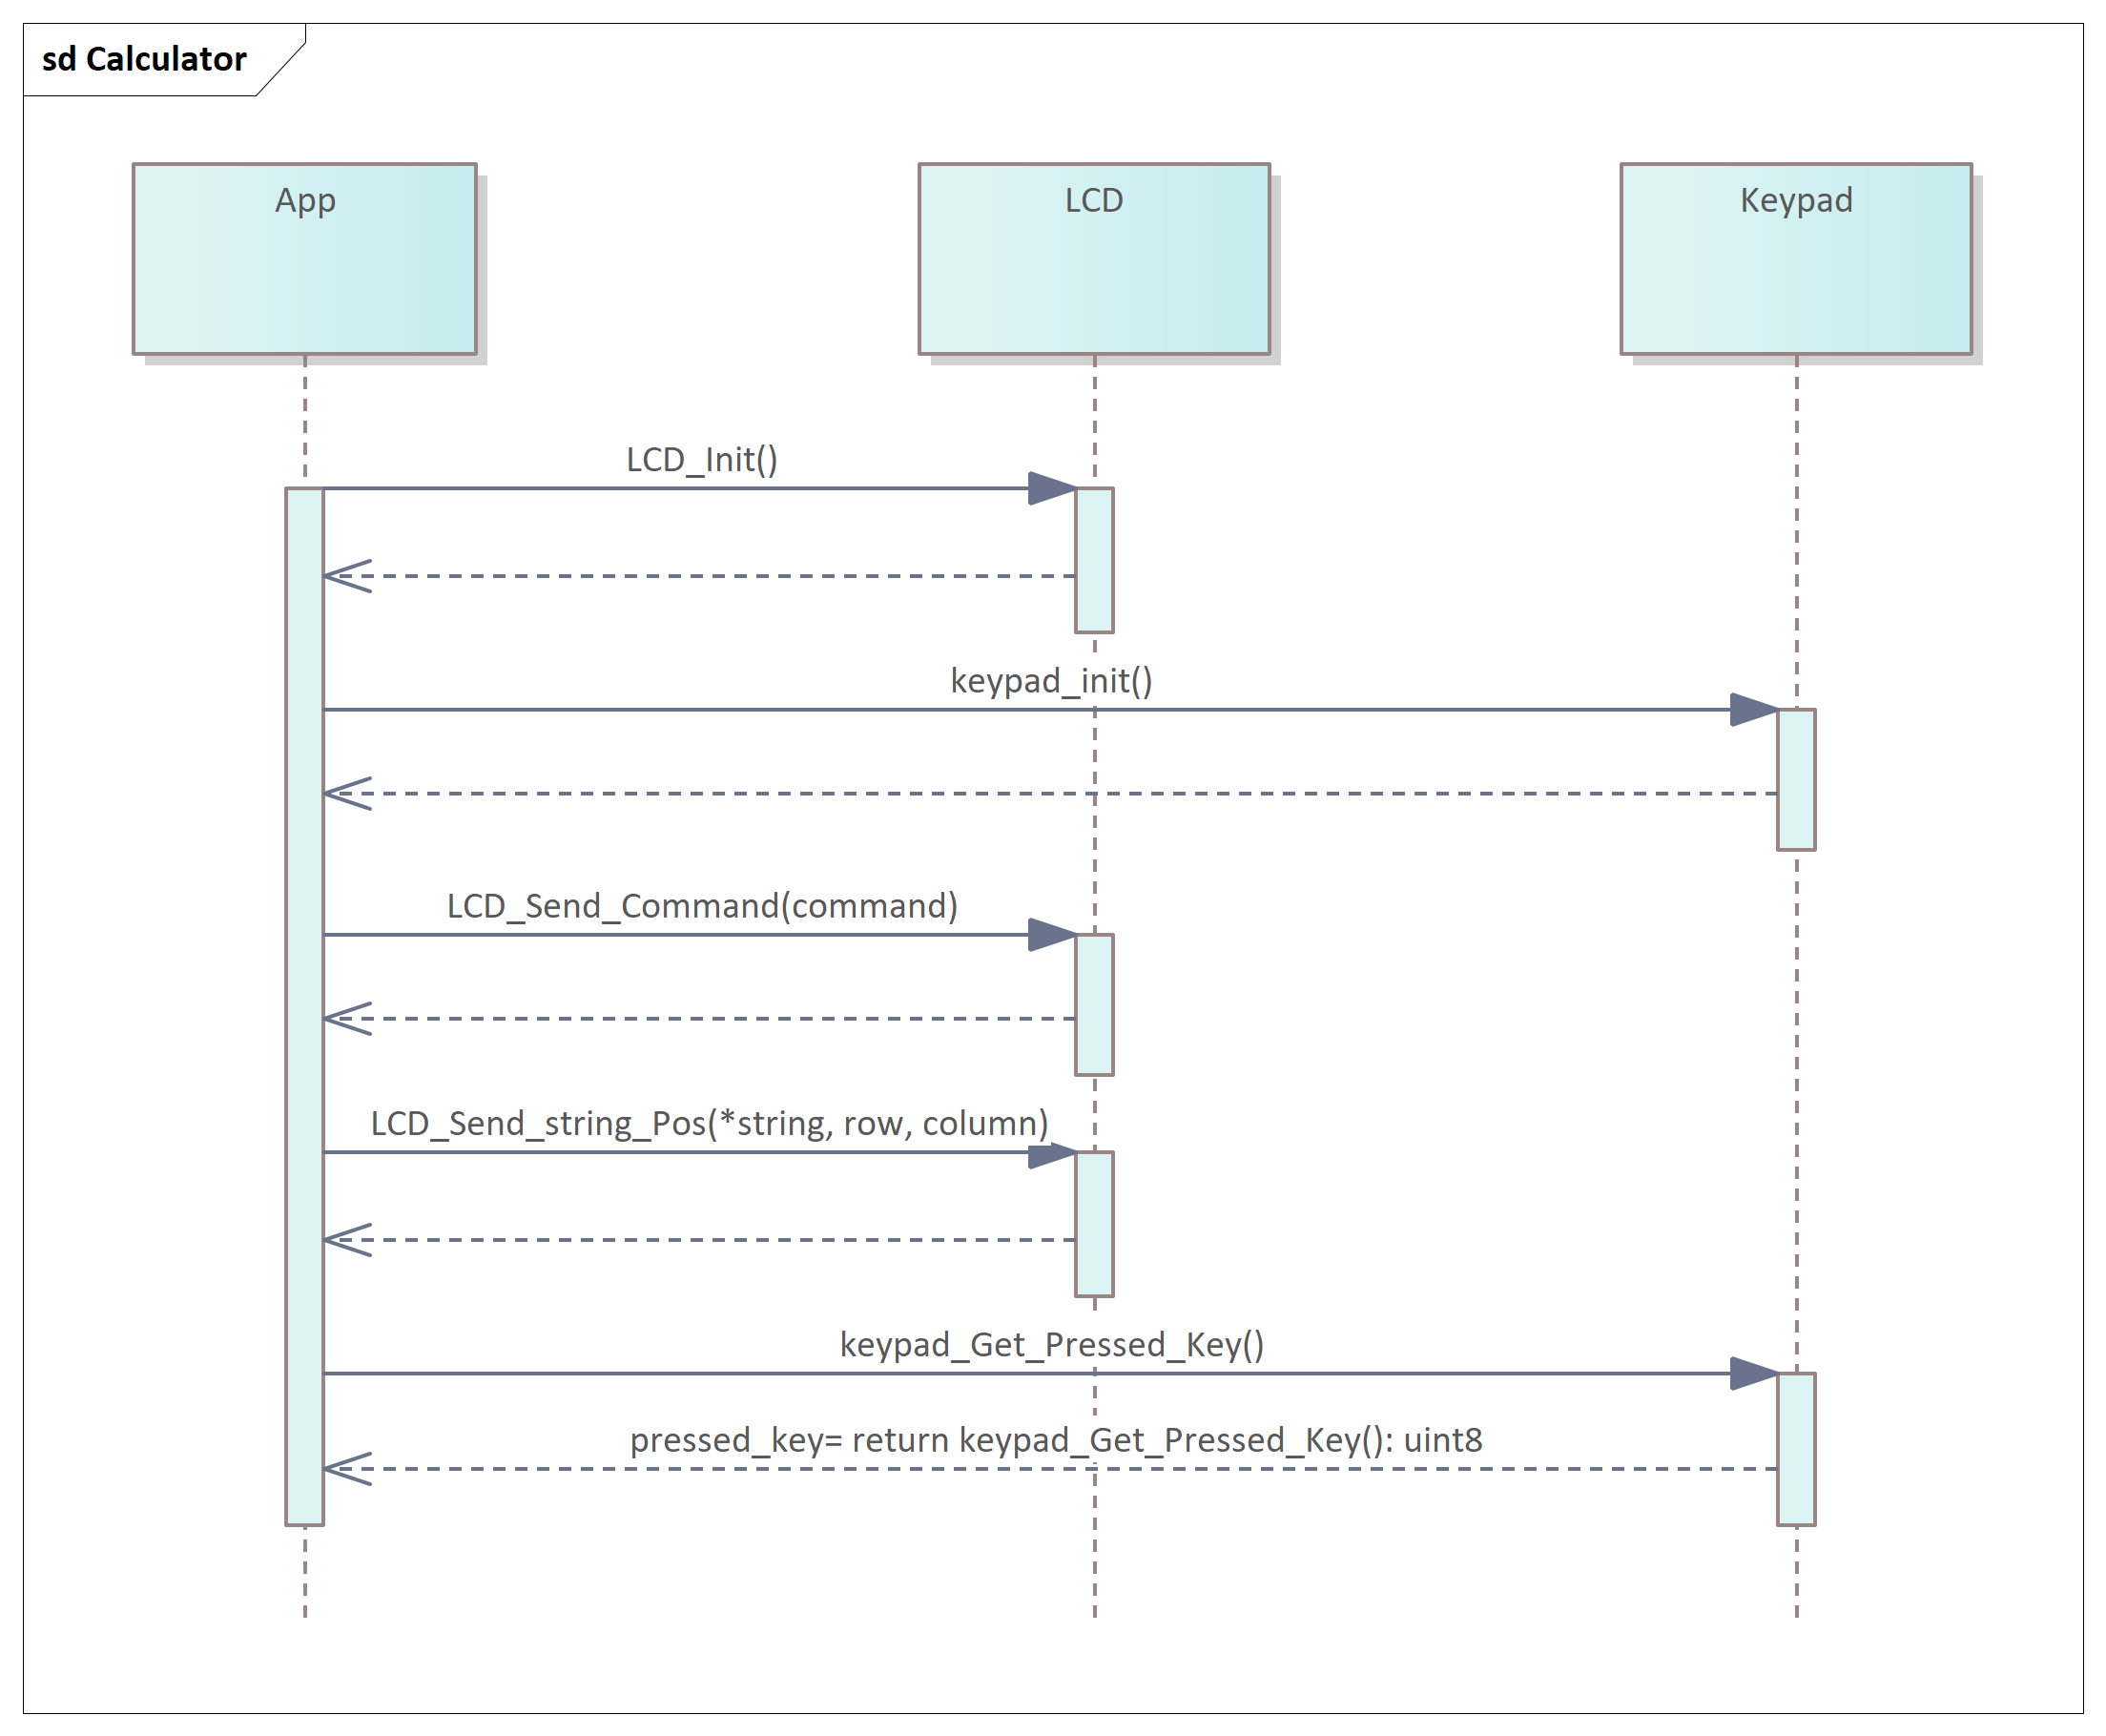 sd Calculator
App
LCD
Keypad
LCD_Init()
keypad_init()
LCD_Send_Command(command)
LCD_Send_string_Pos(*string, row, column)
keypad_Get_Pressed_Key()
pressed_key= return keypad_Get_Pressed_Key(): uint8